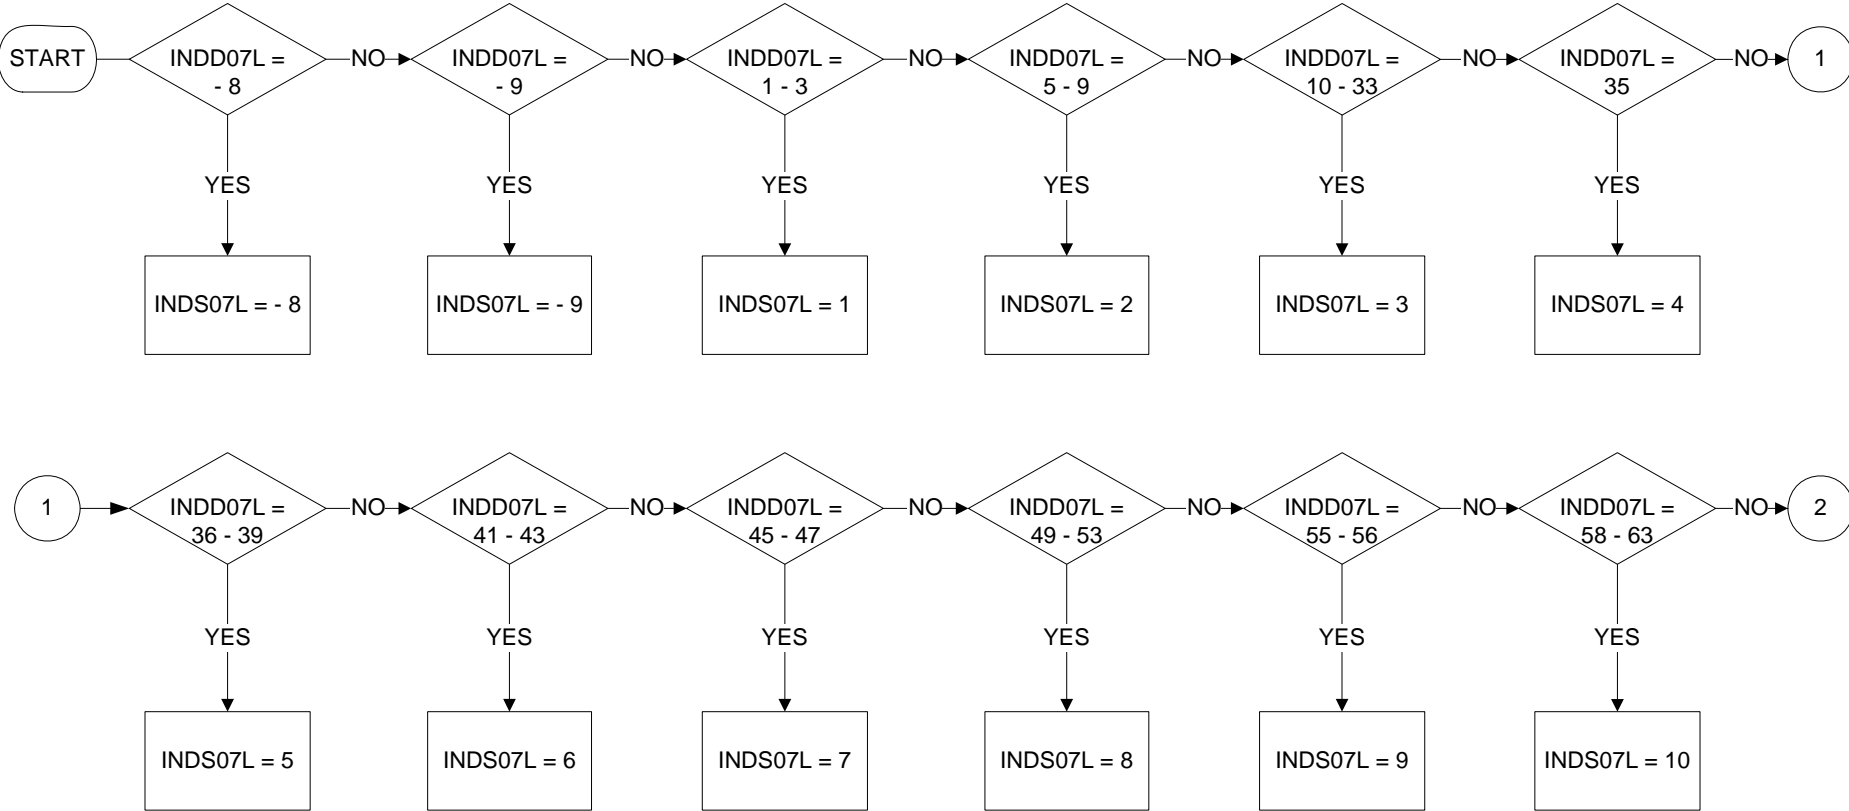 START
INDD07L =
- 8
NO
INDD07L =
- 9
NO
INDD07L =
1 - 3
NO
INDD07L =
5 - 9
NO
INDD07L =
10 - 33
NO
INDD07L =
35
NO
1
YES
YES
YES
YES
YES
YES
INDS07L = - 8
INDS07L = - 9
INDS07L = 1
INDS07L = 2
INDS07L = 3
INDS07L = 4
1
INDD07L =
36 - 39
NO
INDD07L =
41 - 43
NO
INDD07L =
45 - 47
NO
INDD07L =
49 - 53
NO
INDD07L =
55 - 56
NO
INDD07L =
58 - 63
NO
2
YES
YES
YES
YES
YES
YES
INDS07L = 5
INDS07L = 6
INDS07L = 7
INDS07L = 8
INDS07L = 9
INDS07L = 10